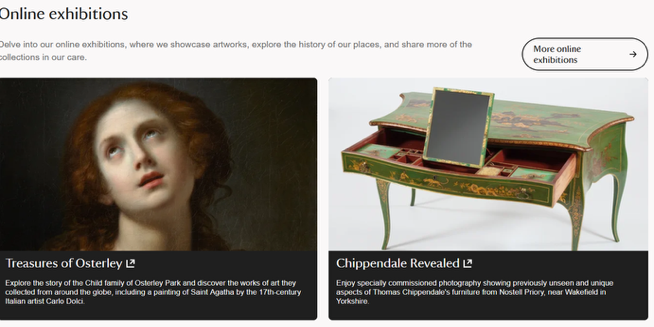 Online exhibitions
Delve into our online exhibitions, where we showcase artworks, explore the history of our places, and share more of the
collections in our care.
More online
exhibitions
Treasures of Osterley
Explore the story of the Child family of Osterley Park and discover the works of art they
collected from around the globe, including a painting of Saint Agatha by the 17th-century
Italian artist Carlo Dolci.
Chippendale Revealed
Enjoy specially commissioned photography showing previously unseen and unique
aspects of Thomas Chippendale's furniture from Nostell Priory, near Wakefield in
Yorkshire.